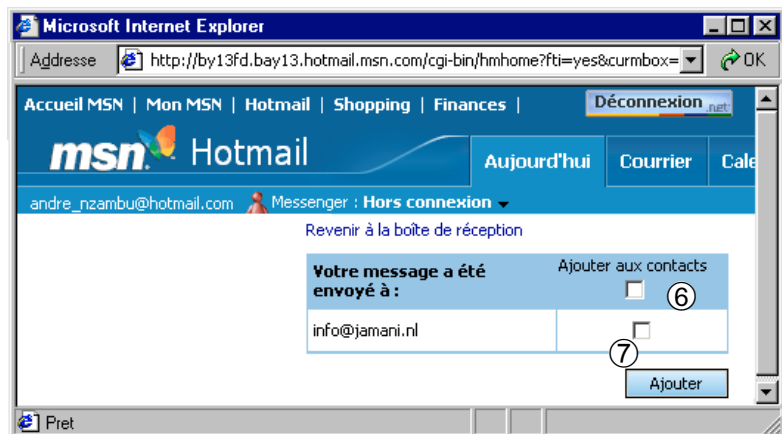 Microsoft Internet Explorer
Addresse http://by13fd.bay13.hotmail.msn.com/cgi-bin/hmhome?fti=yes&curmbox= OK
Accueil MSN | Mon MSN | Hotmail | Shopping | Finances | Déconnexion .net
msn Hotmail Aujourd'hui Courrier Cale
andre_nzambu@hotmail.com Messenger : Hors connexion
Revenir à la boîte de réception
Votre message a été Ajouter aux contacts
envoyé à : ⑥
info@jamani.nl
⑦
Ajouter
Pret